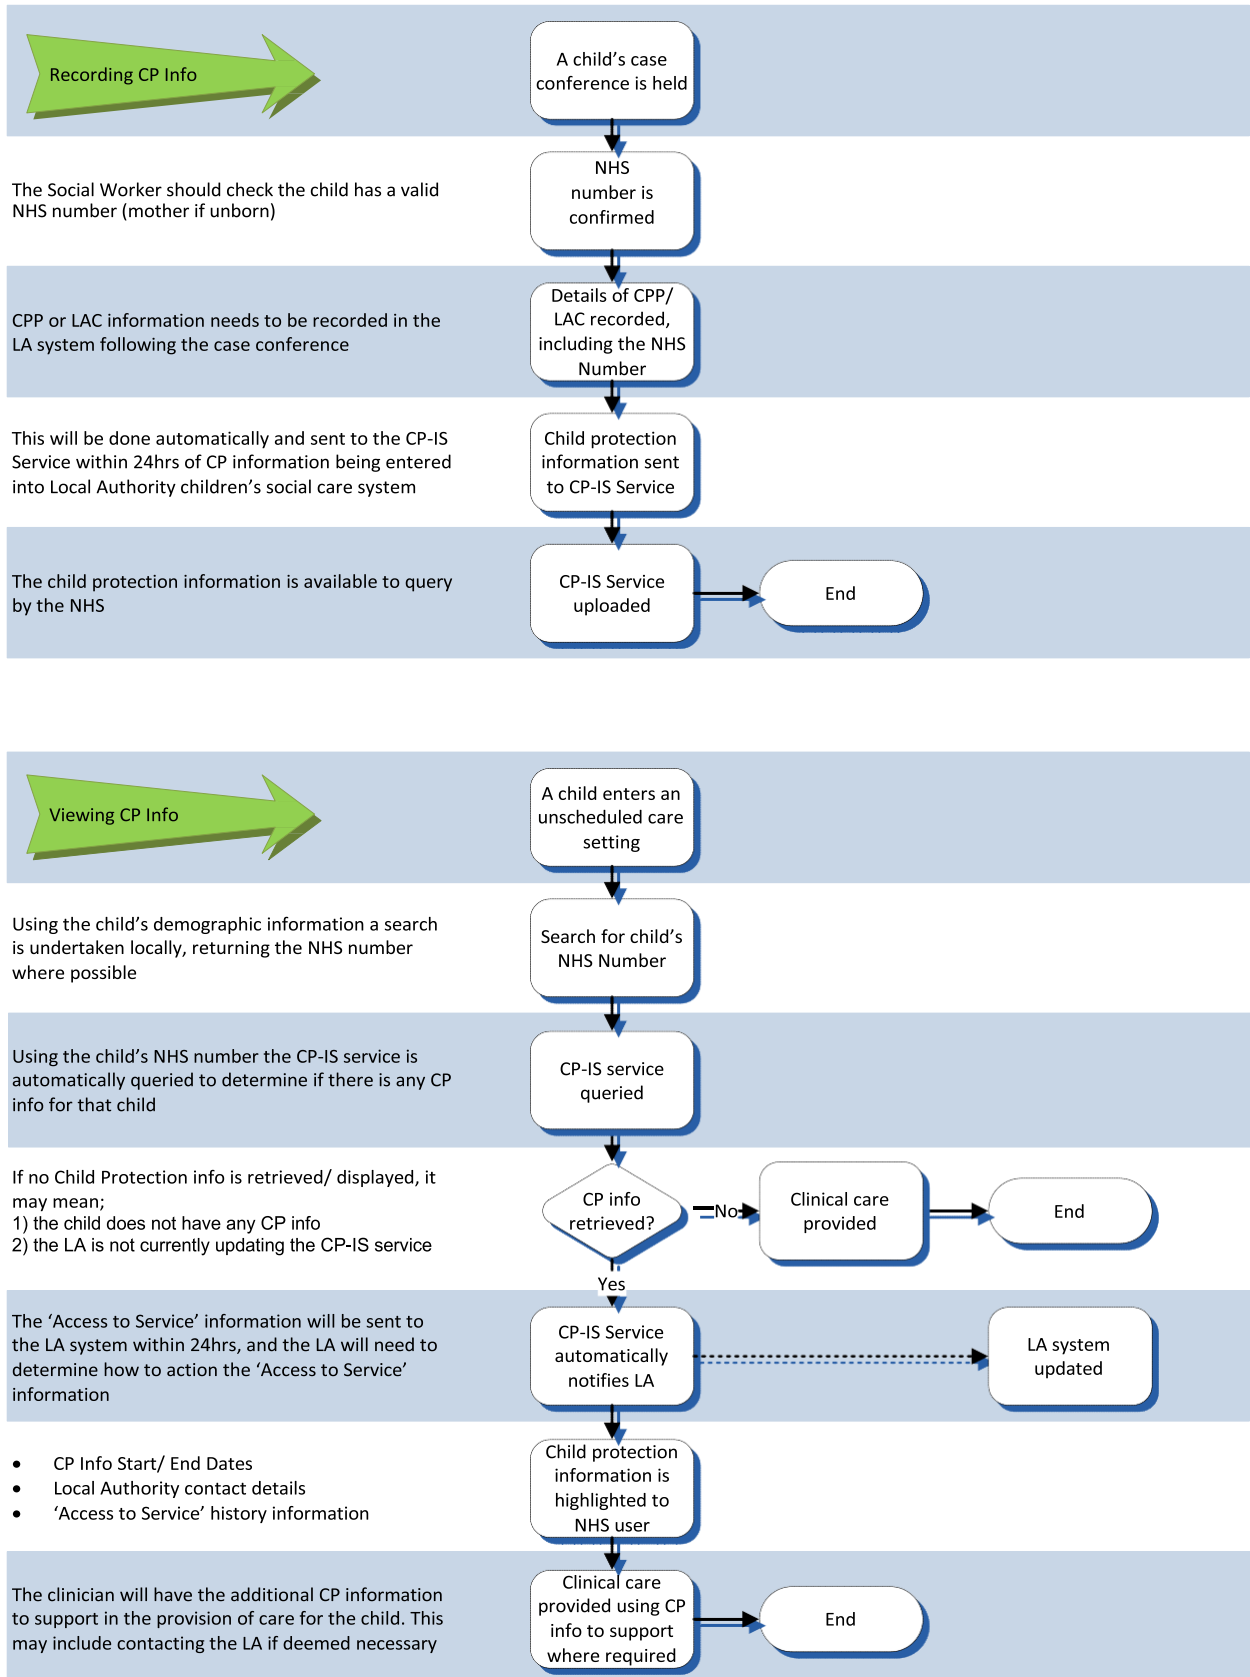 Recording CP Info
A child’s case
conference is held
The Social Worker should check the child has a valid
NHS number (mother if unborn)
NHS
number is
confirmed
CPP or LAC information needs to be recorded in the
LA system following the case conference
Details of CPP/
LAC recorded,
including the NHS
Number
This will be done automatically and sent to the CP-IS
Service within 24hrs of CP information being entered
into Local Authority children’s social care system
Child protection
information sent
to CP-IS Service
The child protection information is available to query
by the NHS
CP-IS Service
uploaded
End
Viewing CP Info
A child enters an
unscheduled care
setting
Using the child’s demographic information a search
is undertaken locally, returning the NHS number
where possible
Search for child’s
NHS Number
Using the child’s NHS number the CP-IS service is
automatically queried to determine if there is any CP
info for that child
CP-IS service
queried
If no Child Protection info is retrieved/ displayed, it
may mean;
1) the child does not have any CP info
2) the LA is not currently updating the CP-IS service
CP info
retrieved?
No
Clinical care
provided
End
Yes
The ‘Access to Service’ information will be sent to
the LA system within 24hrs, and the LA will need to
determine how to action the ‘Access to Service’
information
CP-IS Service
automatically
notifies LA
LA system
updated
• CP Info Start/ End Dates
• Local Authority contact details
• ‘Access to Service’ history information
Child protection
information is
highlighted to
NHS user
The clinician will have the additional CP information
to support in the provision of care for the child. This
may include contacting the LA if deemed necessary
Clinical care
provided using CP
info to support
where required
End